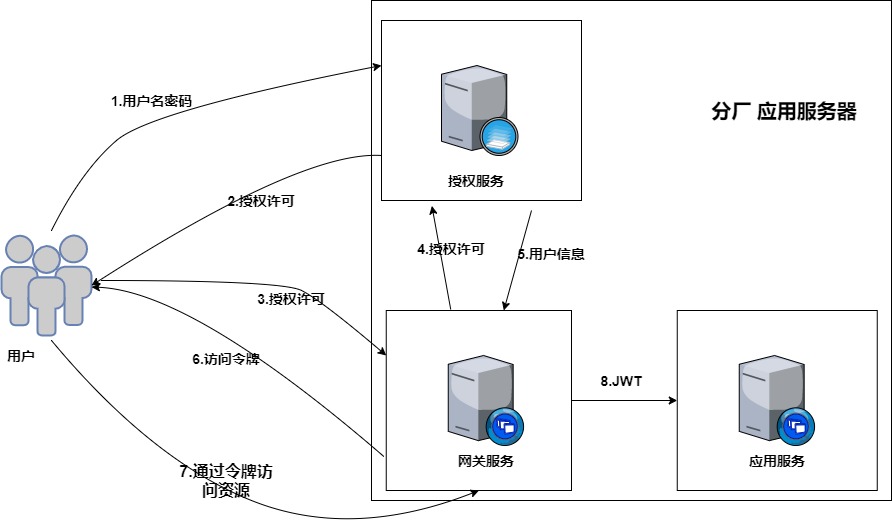 1.用户名密码
分厂 应用服务器
授权服务
2.授权许可
4.授权许可
5.用户信息
3.授权许可
用户
6.访问令牌
8.JWT
网关服务
应用服务
7.通过令牌访
问资源